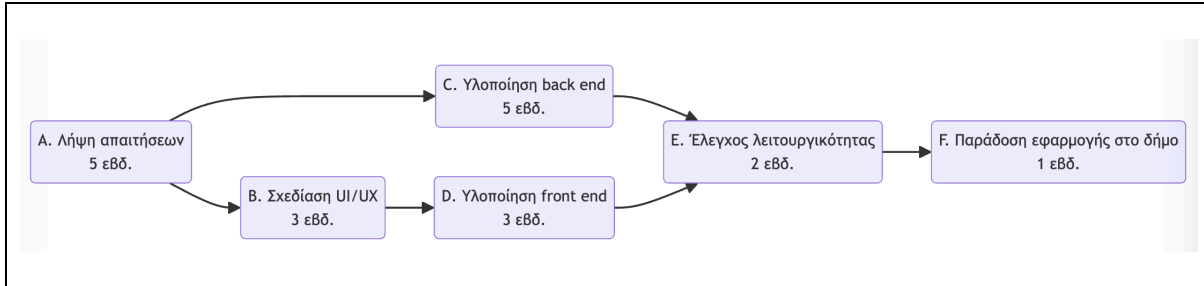 C. Υλοποίηση back end
5 εβδ.
A. Λήψη απαιτήσεων
5 εβδ.
E. Έλεγχος λειτουργικότητας
2 εβδ.
F. Παράδοση εφαρμογής στο δήμο
1 εβδ.
B. Σχεδίαση UI/UX
3 εβδ.
D. Υλοποίηση front end
3 εβδ.